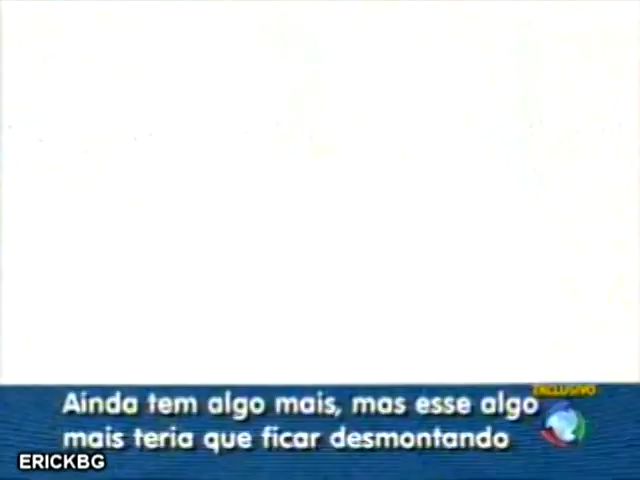 EXCLUSIVO
Ainda tem algo mais, mas esse algo
mais teria que ficar desmontando
ERICKBG